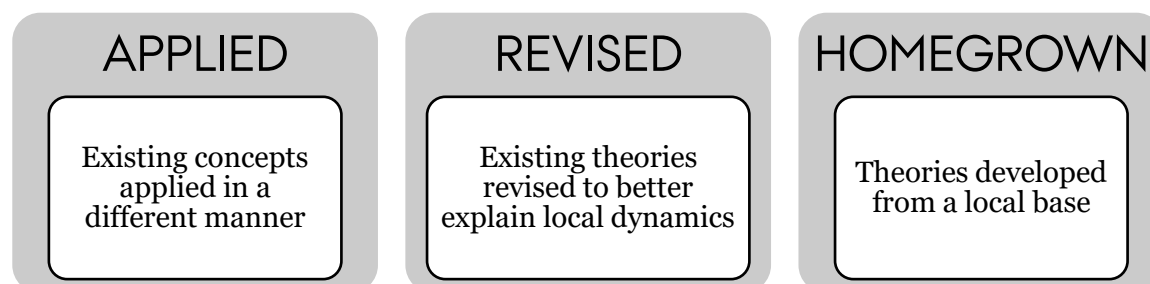 APPLIED
Existing concepts
applied in a
different manner
REVISED
Existing theories
revised to better
explain local dynamics
HOMEGROWN
Theories developed
from a local base